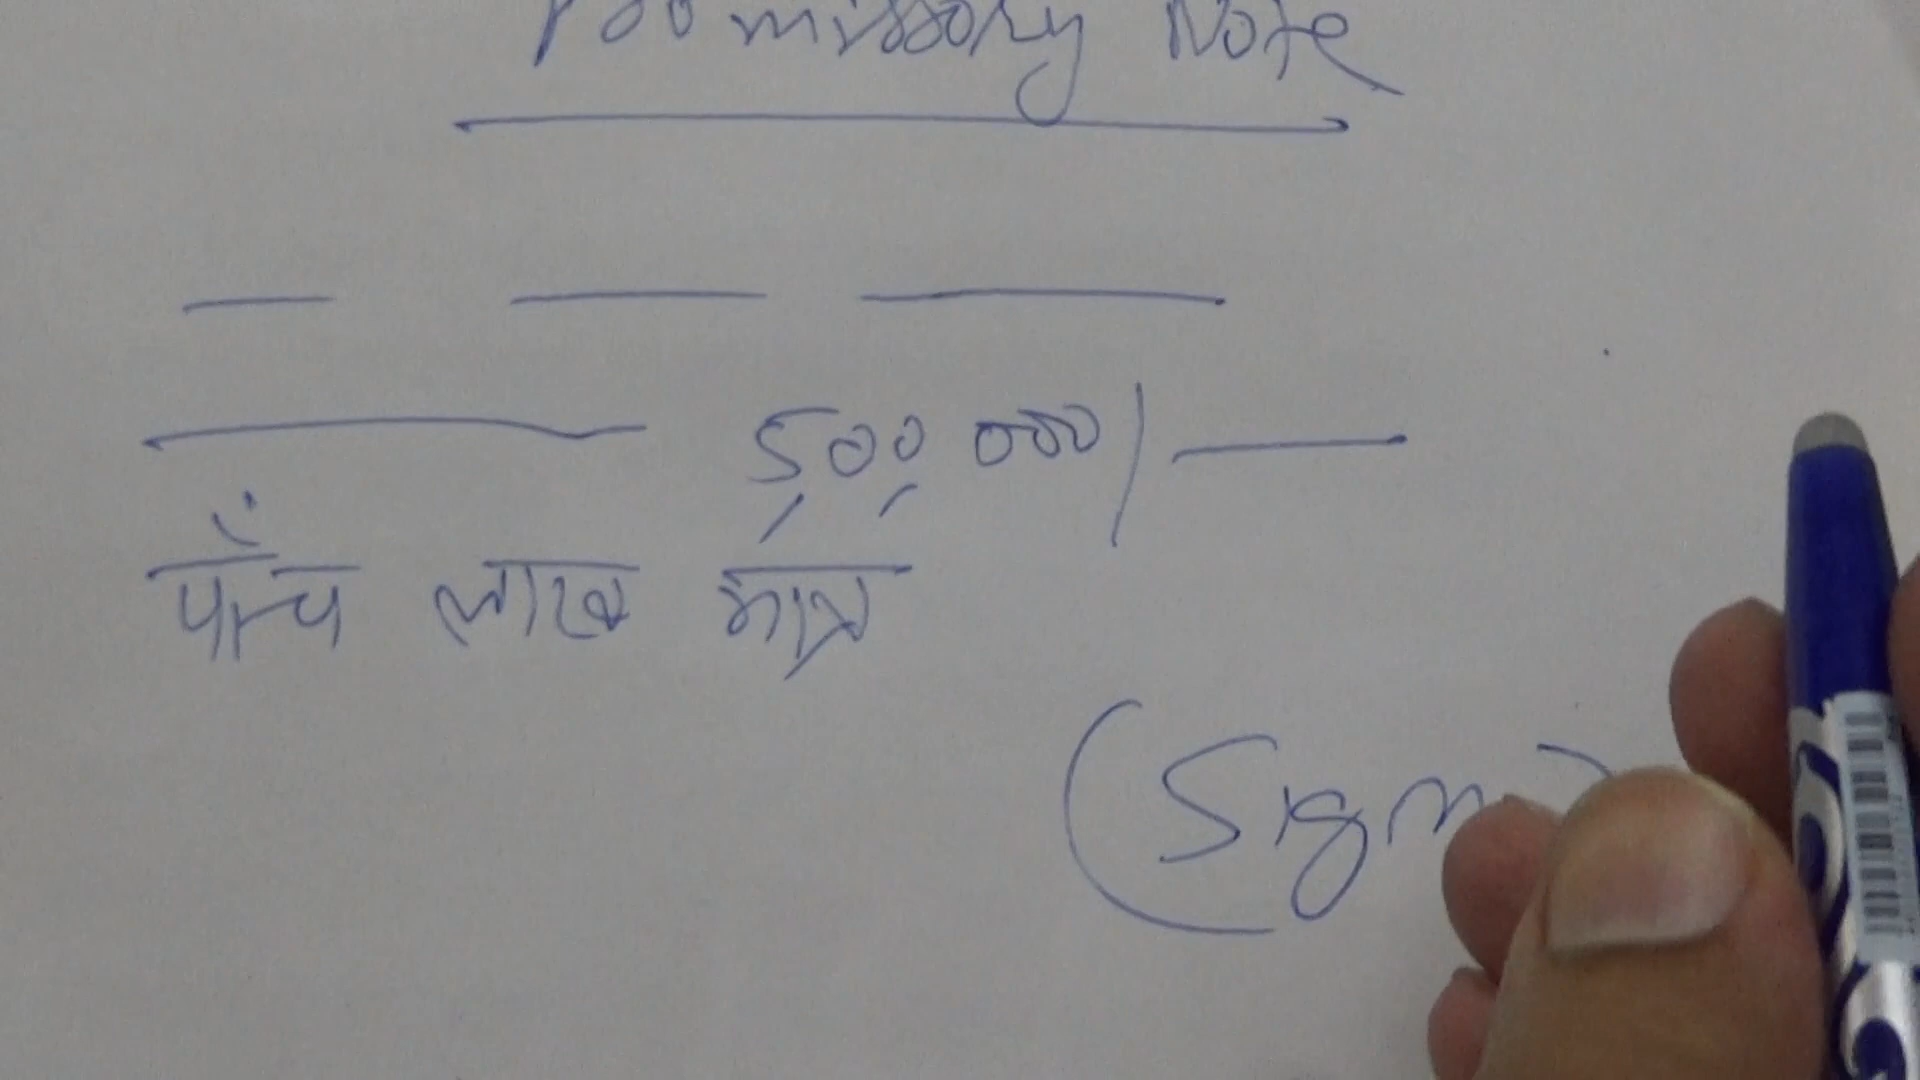 Promissory Note
500,000/
पाँच लाख मात्र
(Sign